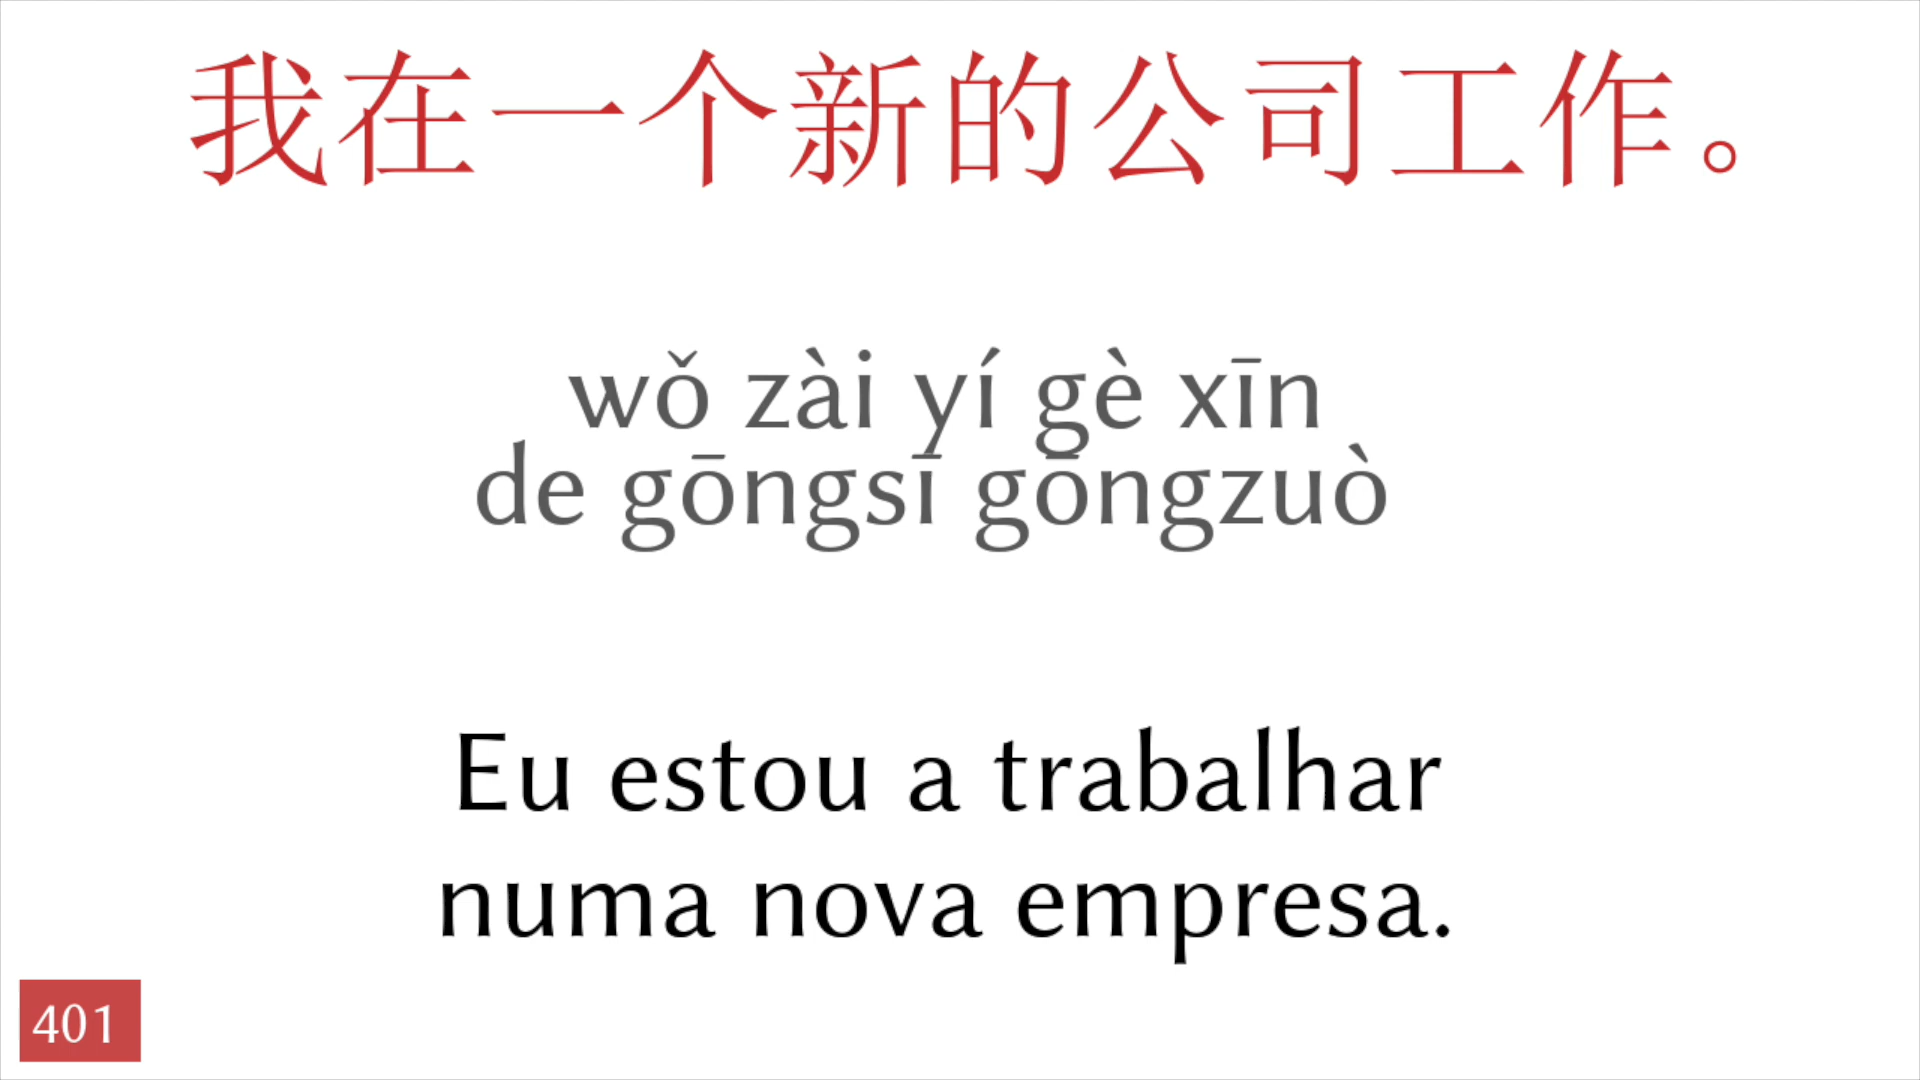 我在一个新的公司工作。
wǒ zài yí gè xīn
de gōngsī gōngzuò
Eu estou a trabalhar
numa nova empresa.
401